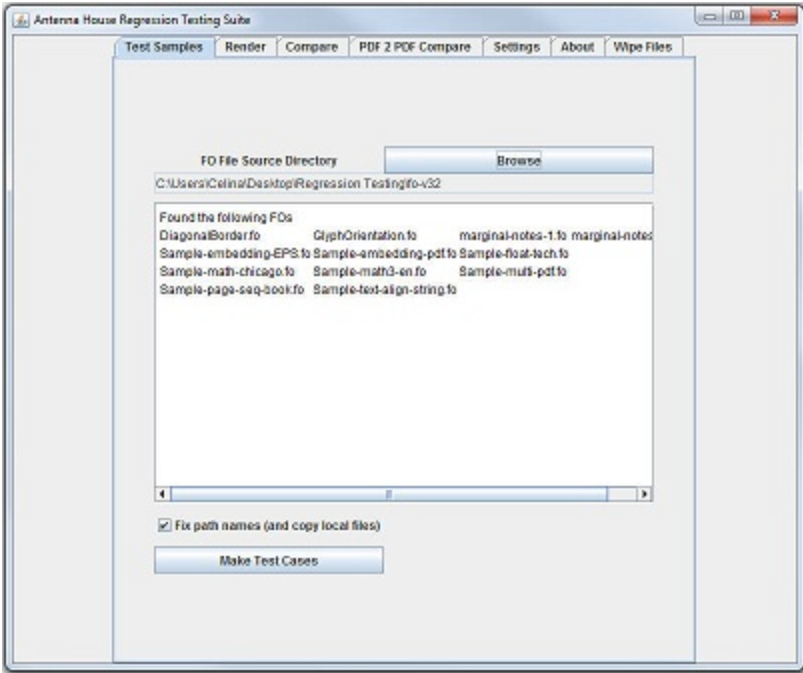 Antenna House Regression Testing Suite
Test Samples Render Compare PDF 2 PDF Compare Settings About Wipe Files
FO File Source Directory Browse
C:\Users\Celina\Desktop\Regression Testing\fo-v32
Found the following FOs
DiagonalBorder.fo GlyphOrientation.fo marginal-notes-1.fo marginal-notes
Sample-embedding-EPS.fo Sample-embedding-pdf.fo Sample-float-tech.fo
Sample-math-chicago.fo Sample-math3-en.fo Sample-multi-pdf.fo
Sample-page-seq-book.fo Sample-text-align-string.fo
Fix path names (and copy local files)
Make Test Cases